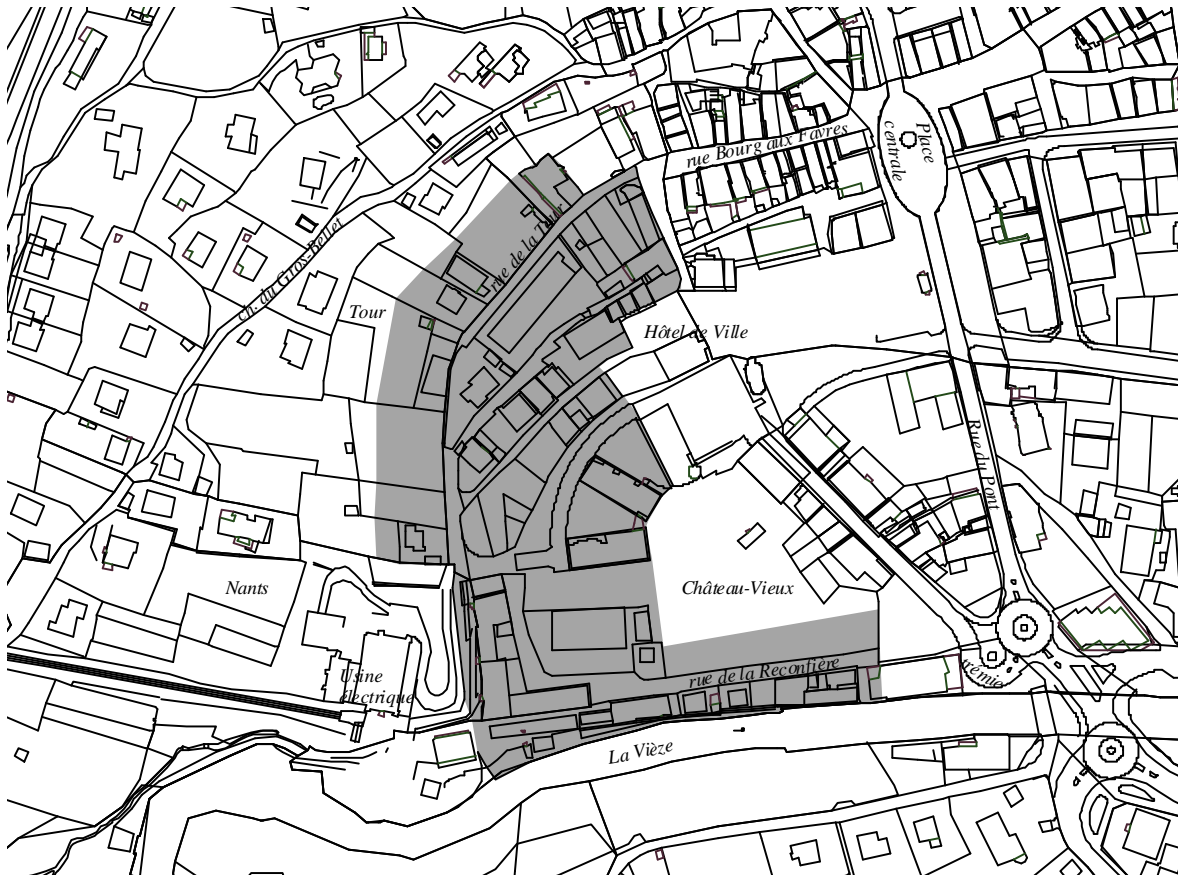 Place
centrale
rue Bourg aux Favres
rue de la Tour
ch. du Gros-Bellet
Tour
Hôtel de Ville
Rue du Pont
Nants
Château-Vieux
rue de la Reconfière
Usine
électrique
La Vièze